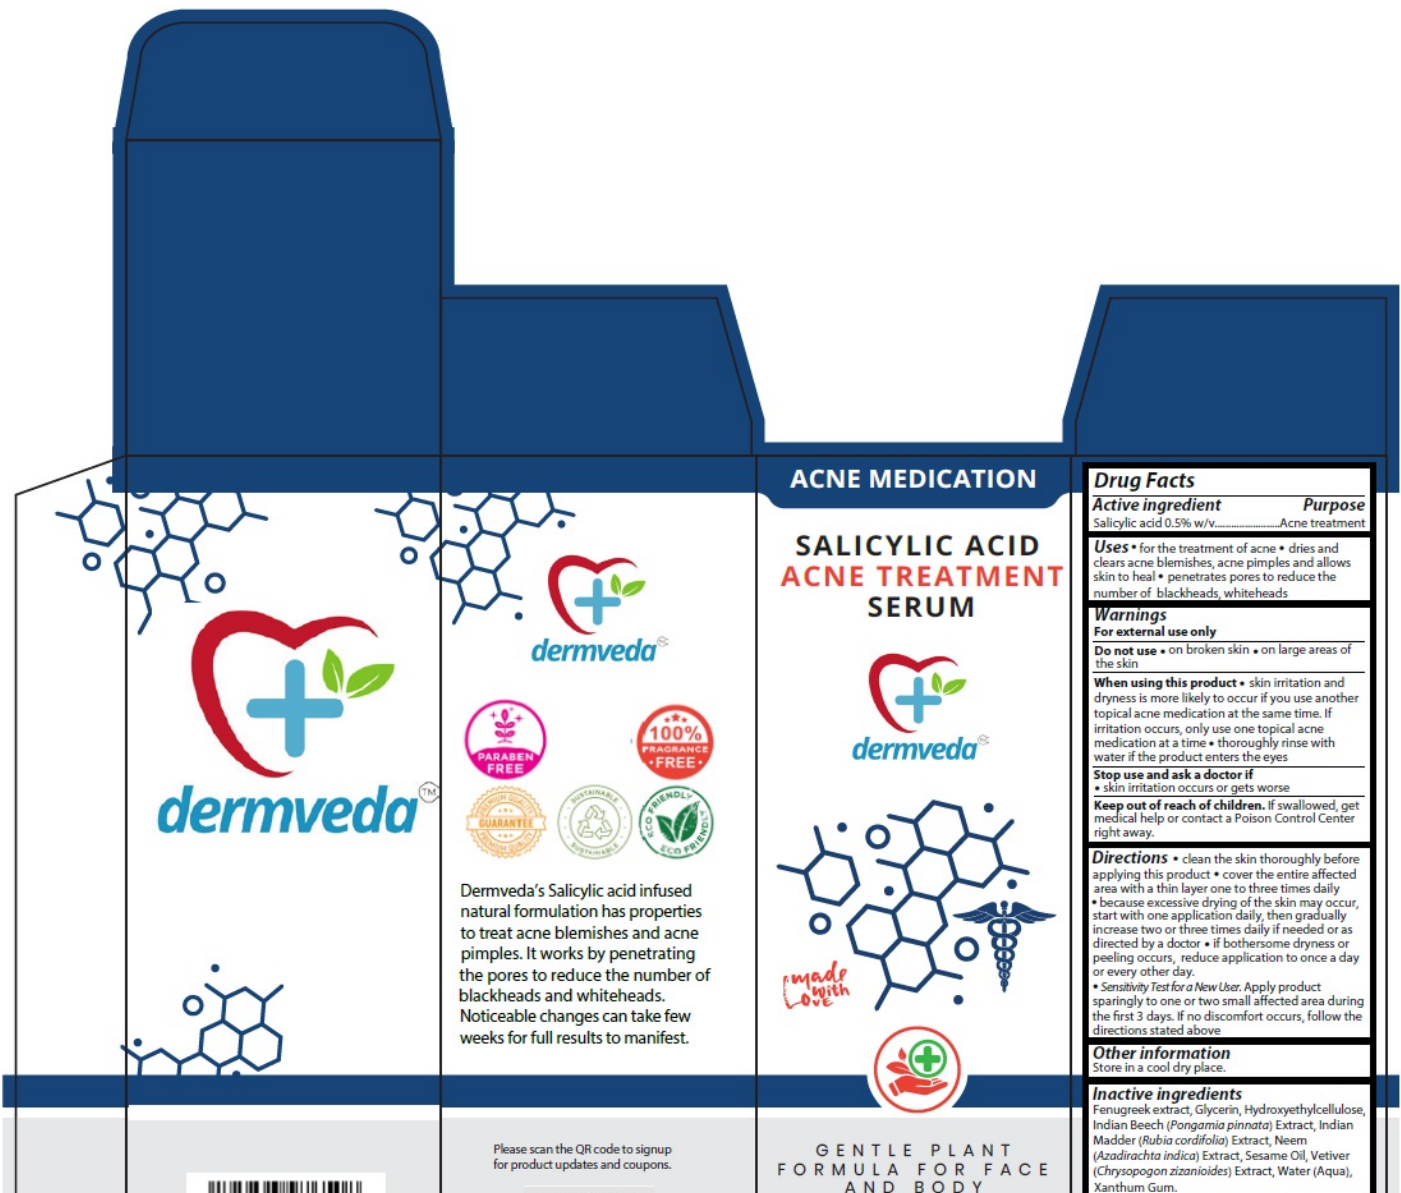 dermveda
TM
dermveda
PARABEN
FREE
100%
FRAGRANCE
FREE
PREMIUM QUALITY
GUARANTEE
PREMIUM QUALITY
SUSTAINABLE
SUSTAINABLE
ECO FRIENDLY
ECO FRIENDLY
Dermveda's Salicylic acid infused
natural formulation has properties
to treat acne blemishes and acne
pimples. It works by penetrating
the pores to reduce the number of
blackheads and whiteheads.
Noticeable changes can take few
weeks for full results to manifest.
Please scan the QR code to signup
for product updates and coupons.
ACNE MEDICATION
SALICYLIC ACID
ACNE TREATMENT
SERUM
dermveda
made
with
LOVE
GENTLE PLANT
FORMULA FOR FACE
AND BODY
Drug Facts
Active ingredient Purpose
Salicylic acid 0.5% w/v........................Acne treatment
Uses • for the treatment of acne • dries and
clears acne blemishes, acne pimples and allows
skin to heal • penetrates pores to reduce the
number of blackheads, whiteheads
Warnings
For external use only
Do not use • on broken skin • on large areas of
the skin
When using this product • skin irritation and
dryness is more likely to occur if you use another
topical acne medication at the same time. If
irritation occurs, only use one topical acne
medication at a time • thoroughly rinse with
water if the product enters the eyes
Stop use and ask a doctor if
• skin irritation occurs or gets worse
Keep out of reach of children. If swallowed, get
medical help or contact a Poison Control Center
right away.
Directions • clean the skin thoroughly before
applying this product • cover the entire affected
area with a thin layer one to three times daily
• because excessive drying of the skin may occur,
start with one application daily, then gradually
increase two or three times daily if needed or as
directed by a doctor • if bothersome dryness or
peeling occurs, reduce application to once a day
or every other day.
• Sensitivity Test for a New User. Apply product
sparingly to one or two small affected area during
the first 3 days. If no discomfort occurs, follow the
directions stated above
Other information
Store in a cool dry place.
Inactive ingredients
Fenugreek extract, Glycerin, Hydroxyethylcellulose,
Indian Beech (Pongamia pinnata) Extract, Indian
Madder (Rubia cordifolia) Extract, Neem
(Azadirachta indica) Extract, Sesame Oil, Vetiver
(Chrysopogon zizanioides) Extract, Water (Aqua),
Xanthum Gum.